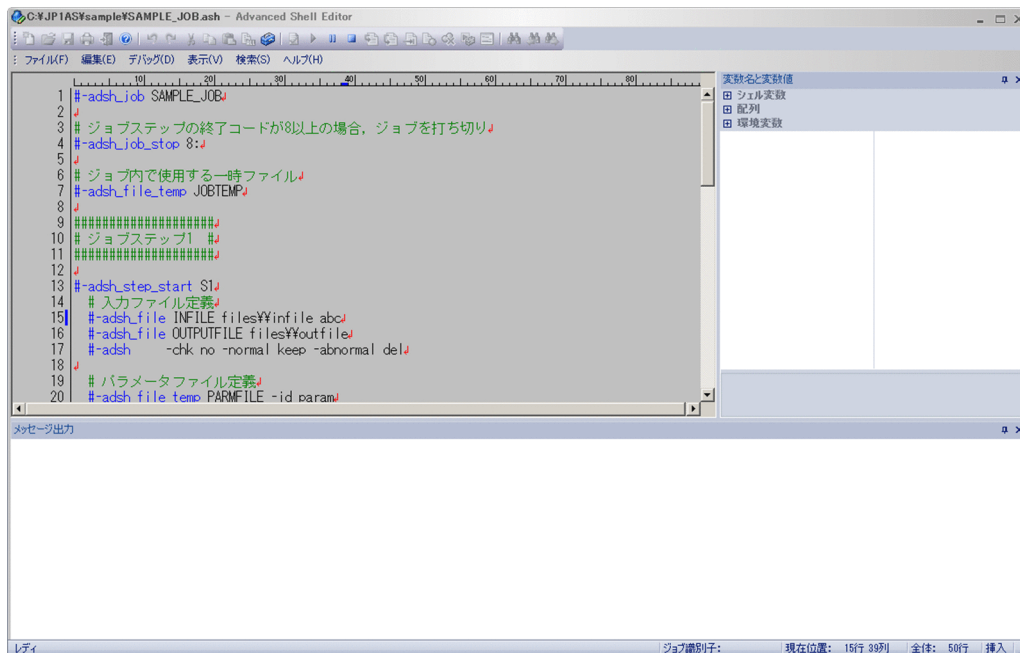 C:¥JP1AS¥sample¥SAMPLE_JOB.ash - Advanced Shell Editor
ファイル(F) 編集(E) デバッグ(D) 表示(V) 検索(S) ヘルプ(H)
10 20 30 40 50 60 70 80
1 #-adsh_job SAMPLE_JOB
2
3 # ジョブステップの終了コードが8以上の場合，ジョブを打ち切り
4 #-adsh_job_stop 8:
5
6 # ジョブ内で使用する一時ファイル
7 #-adsh_file_temp JOBTEMP
8
9 ####################
10 # ジョブステップ1 #
11 ####################
12
13 #-adsh_step_start S1
14 # 入力ファイル定義
15 #-adsh_file INFILE files¥¥infile abc
16 #-adsh_file OUTPUTFILE files¥¥outfile
17 #-adsh -chk no -normal keep -abnormal del
18
19 # パラメータファイル定義
20 #-adsh_file_temp PARMFILE -id param
変数名と変数値
シェル変数
配列
環境変数
メッセージ出力
レディ ジョブ識別子: 現在位置: 15行 39列 全体: 50行 挿入